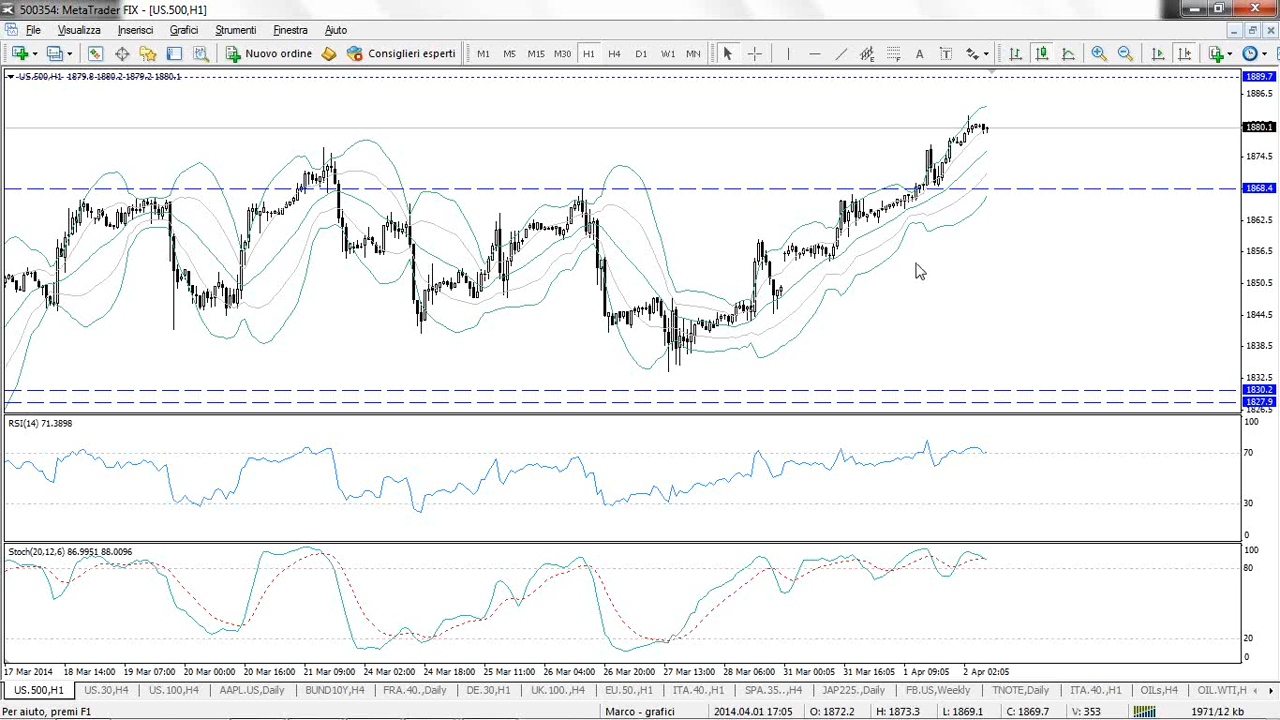 500354: MetaTrader FIX - [US.500,H1]
File Visualizza Inserisci Grafici Strumenti Finestra Aiuto
Nuovo ordine Consiglieri esperti M1 M5 M15 M30 H1 H4 D1 W1 MN
US.500,H1 1879.8 1880.2 1879.2 1880.1
1889.7
1886.5
1880.1
1874.5
1868.4
1862.5
1856.5
1850.5
1844.5
1838.5
1832.5
1830.2
1827.9
1826.5
RSI(14) 71.3898
100
70
30
0
Stoch(20,12,6) 86.9951 88.0096
100
80
20
0
17 Mar 2014 18 Mar 14:00 19 Mar 07:00 20 Mar 00:00 20 Mar 16:00 21 Mar 09:00 24 Mar 02:00 24 Mar 18:00 25 Mar 11:00 26 Mar 04:00 26 Mar 20:00 27 Mar 13:00 28 Mar 06:00 31 Mar 00:05 31 Mar 16:05 1 Apr 09:05 2 Apr 02:05
US.500,H1 US.30,H4 US.100,H4 AAPL.US,Daily BUND10Y,H4 FRA.40.,Daily DE.30,H1 UK.100.,H4 EU.50.,H1 ITA.40.,H1 SPA.35.,H4 JAP225.,Daily FB.US,Weekly TNOTE,Daily ITA.40.,H1 OILs,H4 OIL.WTI,H
Per aiuto, premi F1 Marco - grafici 2014.04.01 17:05 O: 1872.2 H: 1873.3 L: 1869.1 C: 1869.7 V: 353 1971/12 kb